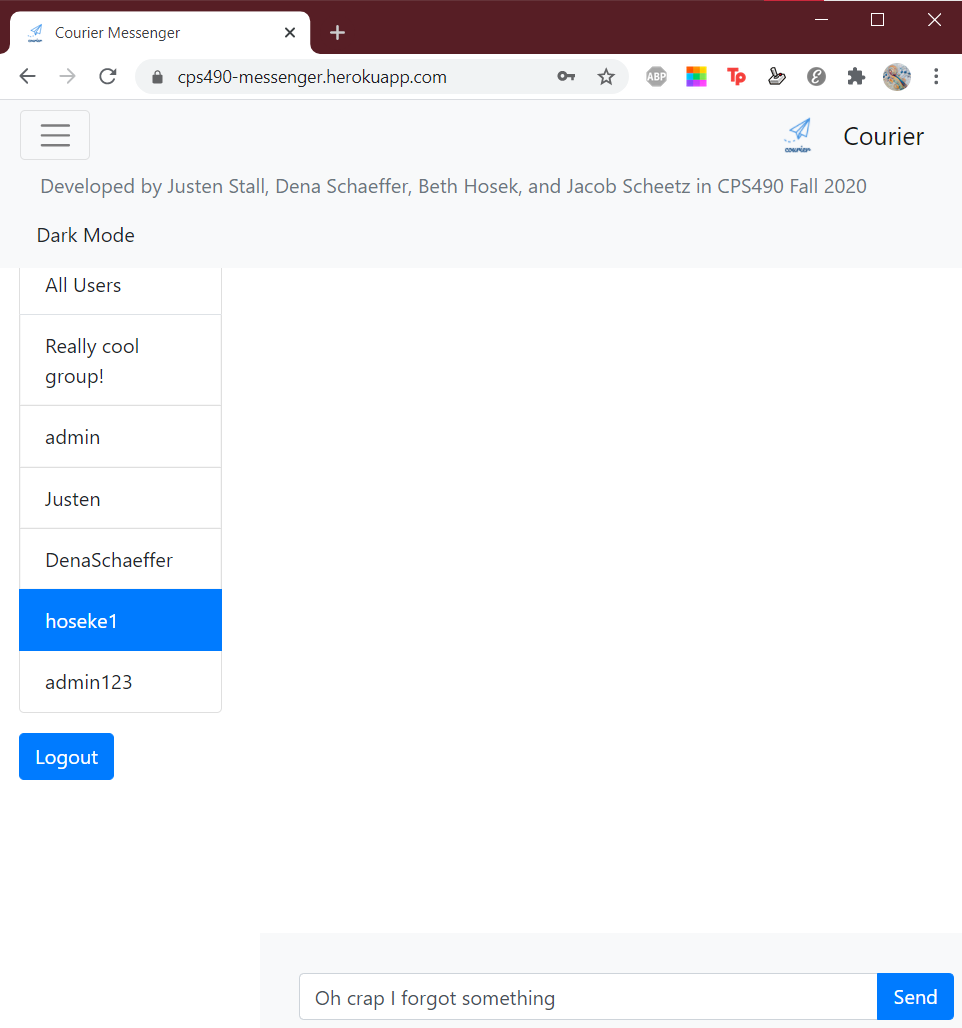 Courier Messenger
cps490-messenger.herokuapp.com
ABP
Tp
courier
Courier
Developed by Justen Stall, Dena Schaeffer, Beth Hosek, and Jacob Scheetz in CPS490 Fall 2020
Dark Mode
All Users
Really cool
group!
admin
Justen
DenaSchaeffer
hoseke1
admin123
Logout
Oh crap I forgot something
Send